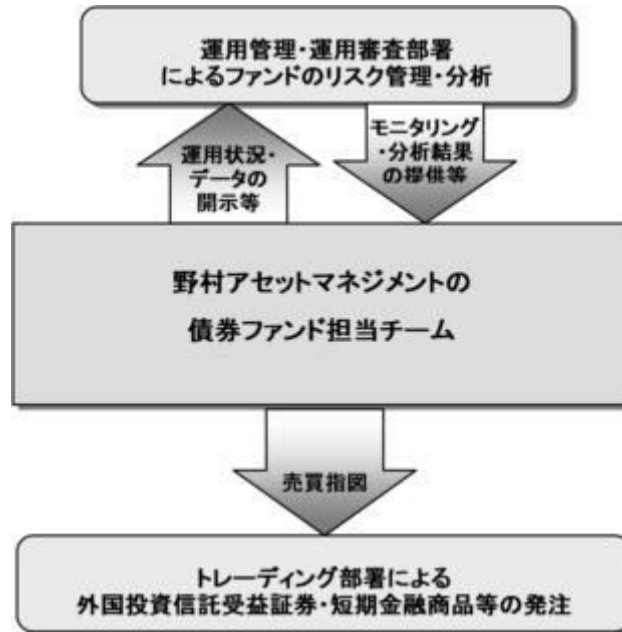 運用管理・運用審査部署
によるファンドのリスク管理・分析
運用状況・
データの
開示等
モニタリング
・分析結果
の提供等
野村アセットマネジメントの
債券ファンド担当チーム
売買指図
トレーディング部署による
外国投資信託受益証券・短期金融商品等の発注